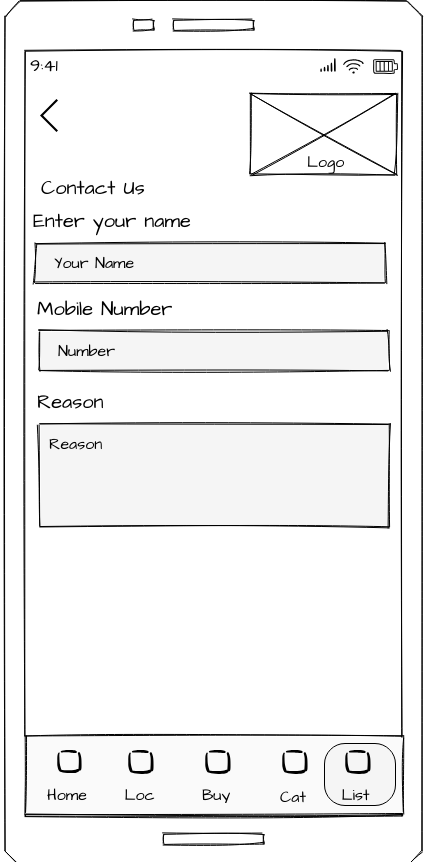 9:41
Logo
Contact Us
Enter your name
Your Name
Mobile Number
Number
Reason
Reason
Home Loc Buy Cat List